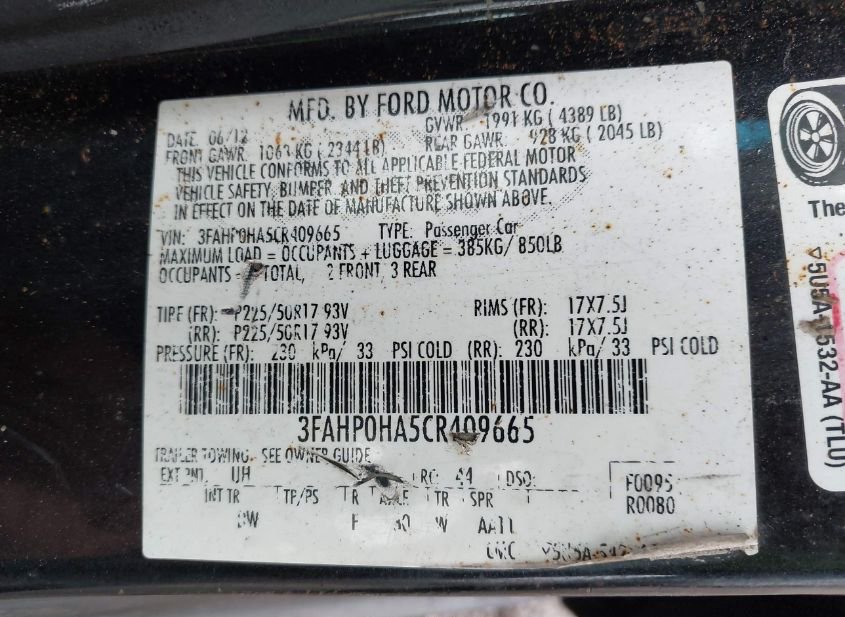 MFD. BY FORD MOTOR CO.
DATE 06/12 GVWR: 1991 KG ( 4389 LB)
FRONT GAWR: 1063 KG ( 2344 LB) REAR GAWR: 928 KG ( 2045 LB)
THIS VEHICLE CONFORMS TO ALL APPLICABLE FEDERAL MOTOR
VEHICLE SAFETY, BUMPER, AND THEFT PREVENTION STANDARDS
IN EFFECT ON THE DATE OF MANUFACTURE SHOWN ABOVE.
VIN: 3FAHP0HA5CR409665 TYPE: Passenger Car
MAXIMUM LOAD = OCCUPANTS + LUGGAGE = 385KG/ 850LB
OCCUPANTS: TOTAL, 2 FRONT, 3 REAR
TIRE (FR): P225/50R17 93V RIMS (FR): 17X7.5J
(RR): P225/50R17 93V (RR): 17X7.5J
PRESSURE (FR): 230 kPa/ 33 PSI COLD (RR): 230 kPa/ 33 PSI COLD
3FAHP0HA5CR409665
TRAILER TOWING- SEE OWNER GUIDE
EXT PNT: UH RC: 44 DSO: F0095
INT TR TP/PS R AXLE TR SPR R0080
W W AA11
The
5U5A-1532-AA (TLU)